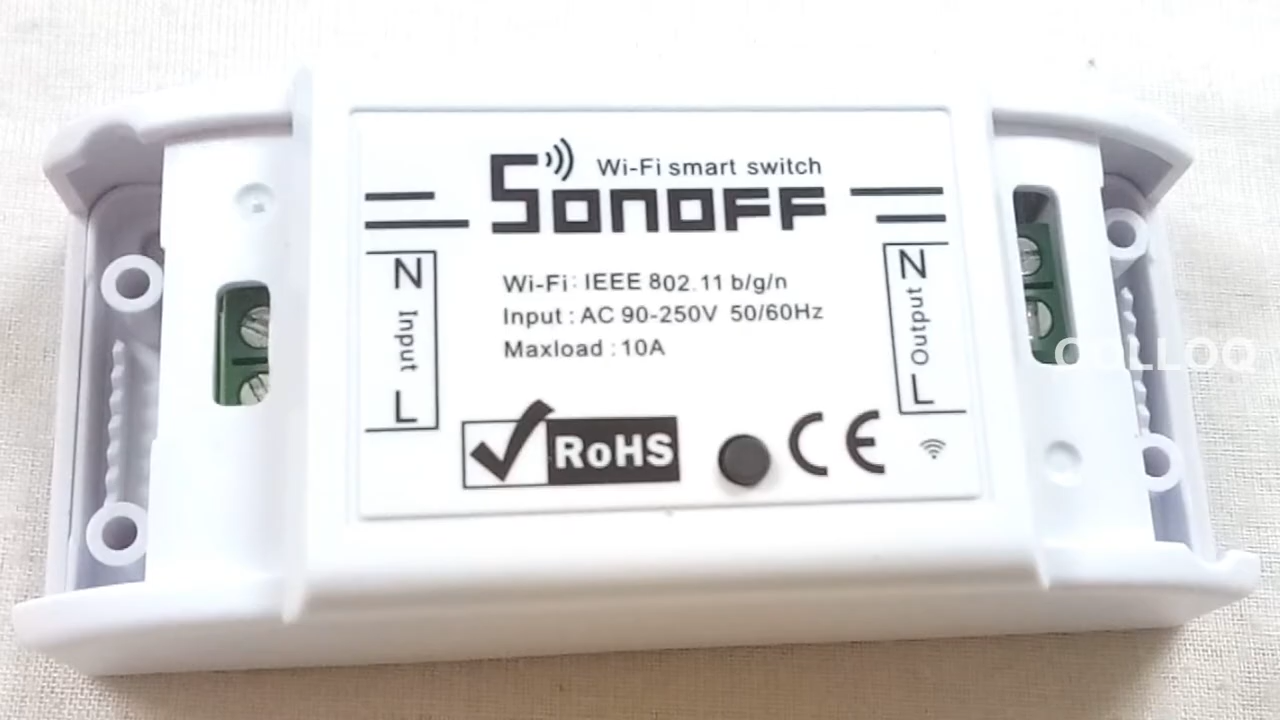 Wi-Fi smart switch
SONOFF
N Input L
Wi-Fi: IEEE 802.11 b/g/n
Input : AC 90-250V 50/60Hz
Maxload : 10A
N Output L
RoHS
CE